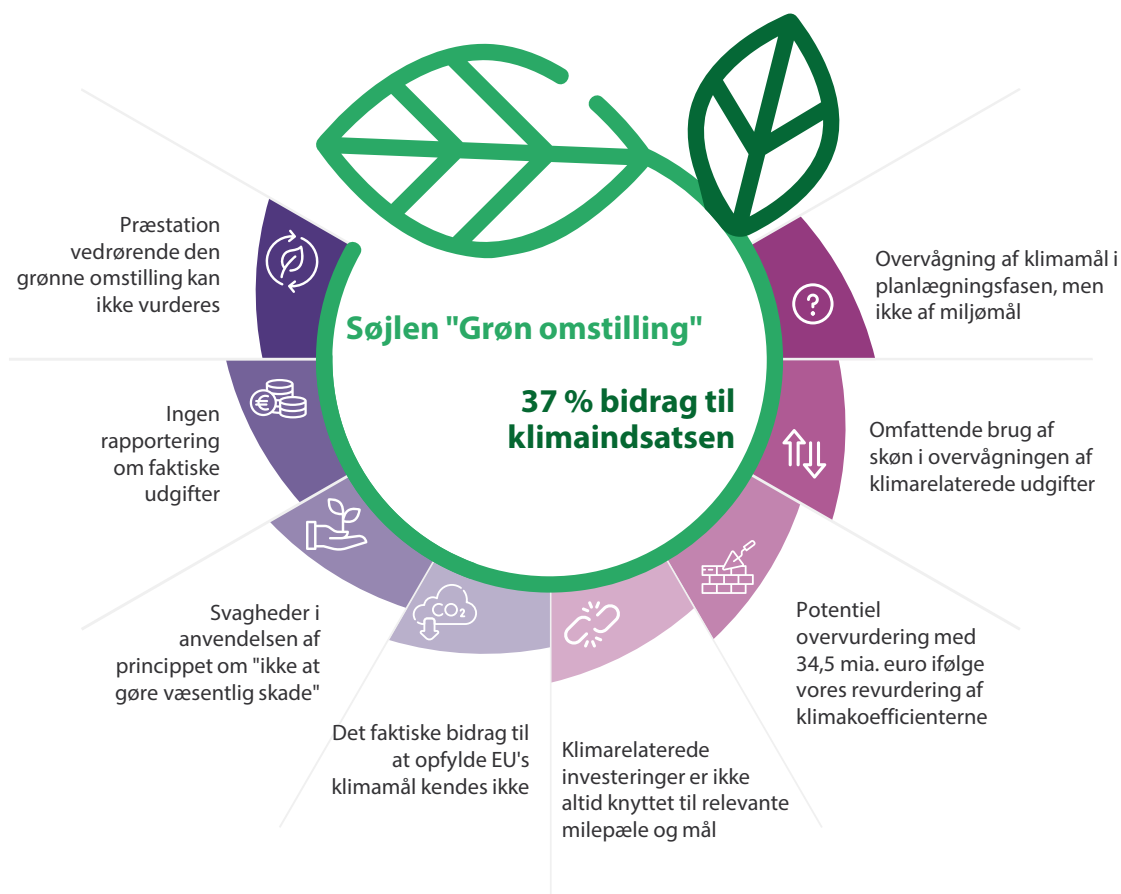 Søjlen "Grøn omstilling"
37 % bidrag til
klimaindsatsen
Overvågning af klimamål i
planlægningsfasen, men
ikke af miljømål
?
Omfattende brug af
skøn i overvågningen af
klimarelaterede udgifter
Potentiel
overvurdering med
34,5 mia. euro ifølge
vores revurdering af
klimakoefficienterne
Klimarelaterede
investeringer er ikke
altid knyttet til relevante
milepæle og mål
Det faktiske bidrag til
at opfylde EU's
klimamål kendes ikke
CO2
Svagheder i
anvendelsen af
princippet om "ikke at
gøre væsentlig skade"
Ingen
rapportering
om faktiske
udgifter
€
Præstation
vedrørende den
grønne omstilling kan
ikke vurderes